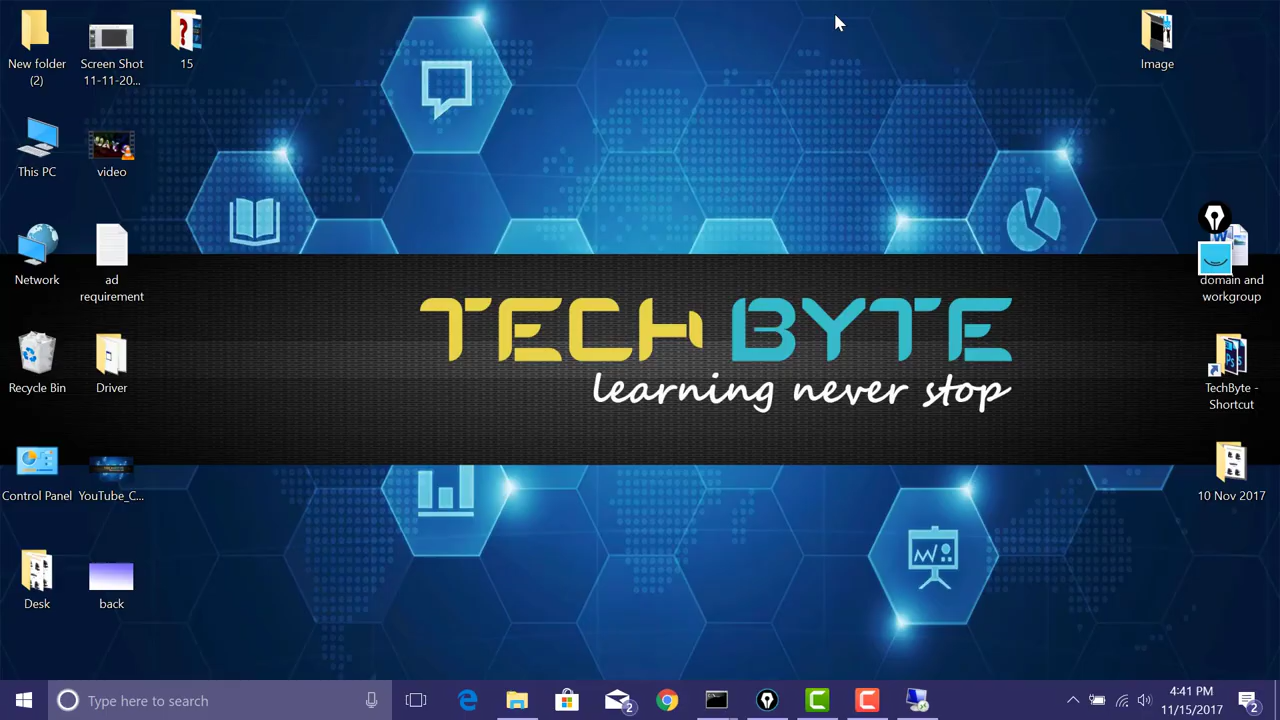 New folder
(2)
Screen Shot
11-11-20...
15
Image
This PC
video
Network
ad
requirement
domain and
workgroup
TECH BYTE
learning never stop
Recycle Bin
Driver
TechByte -
Shortcut
Control Panel
YouTube_C...
10 Nov 2017
Desk
back
Type here to search
2
4:41 PM
11/15/2017
2